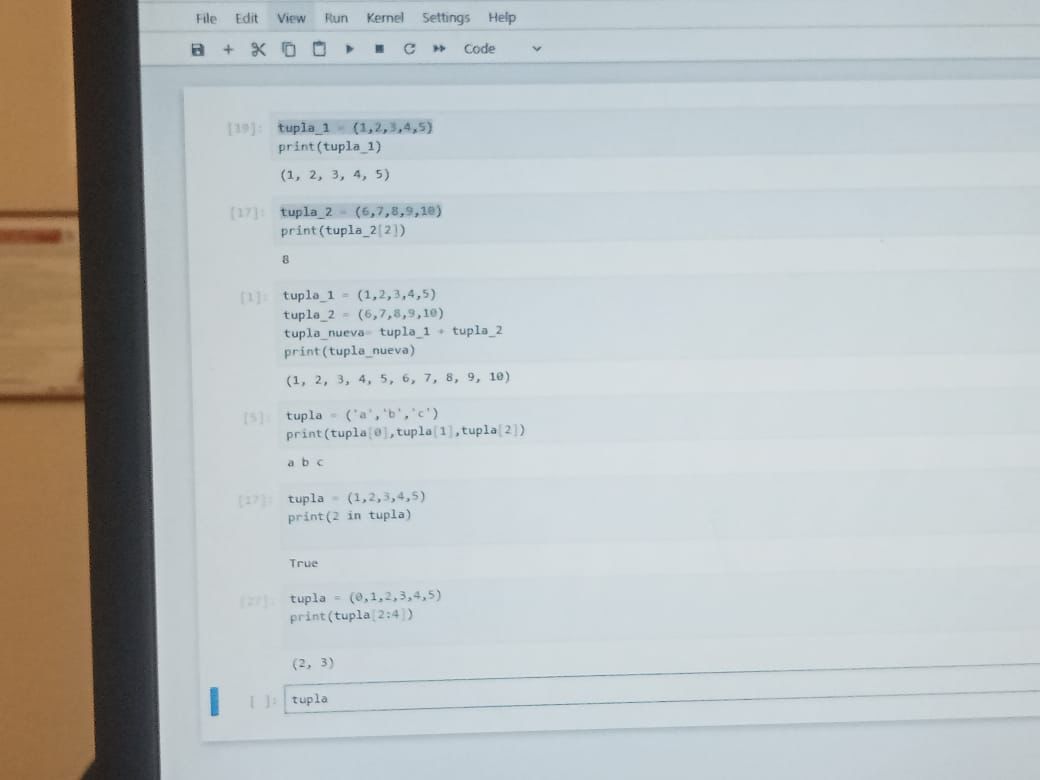 File Edit View Run Kernel Settings Help
Code
[19]: tupla_1 = (1,2,3,4,5)
print(tupla_1)
(1, 2, 3, 4, 5)
[17]: tupla_2 = (6,7,8,9,10)
print(tupla_2[2])
8
[1]: tupla_1 = (1,2,3,4,5)
tupla_2 = (6,7,8,9,10)
tupla_nueva= tupla_1 + tupla_2
print(tupla_nueva)
(1, 2, 3, 4, 5, 6, 7, 8, 9, 10)
[5]: tupla = ('a','b','c')
print(tupla[0],tupla[1],tupla[2])
a b c
[17]: tupla = (1,2,3,4,5)
print(2 in tupla)
True
[27]: tupla = (0,1,2,3,4,5)
print(tupla[2:4])
(2, 3)
[ ]: tupla